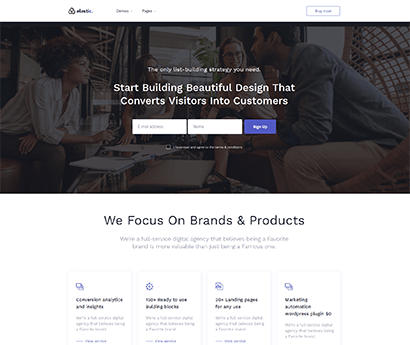 elastic.
Demos
Pages
Buy now
The only list-building strategy you need.
Start Building Beautiful Design That
Converts Visitors Into Customers
E-mail address
Name
Sign Up
I have read and agree to the terms & conditions
We Focus On Brands & Products
We're a full-service digital agency that believes being a Favorite
brand is more valuable than just being a Famous one.
Conversion analytics
and insights
We're a full-service digital
agency that believes being
a Favorite brand
View service
150+ Ready to use
building blocks
We're a full-service digital
agency that believes being
a Favorite brand
View service
20+ Landing pages
for any use
We're a full-service digital
agency that believes being
a Favorite brand
View service
Marketing
automation
wordpress plugin $0
We're a full-service digital
agency that believes being